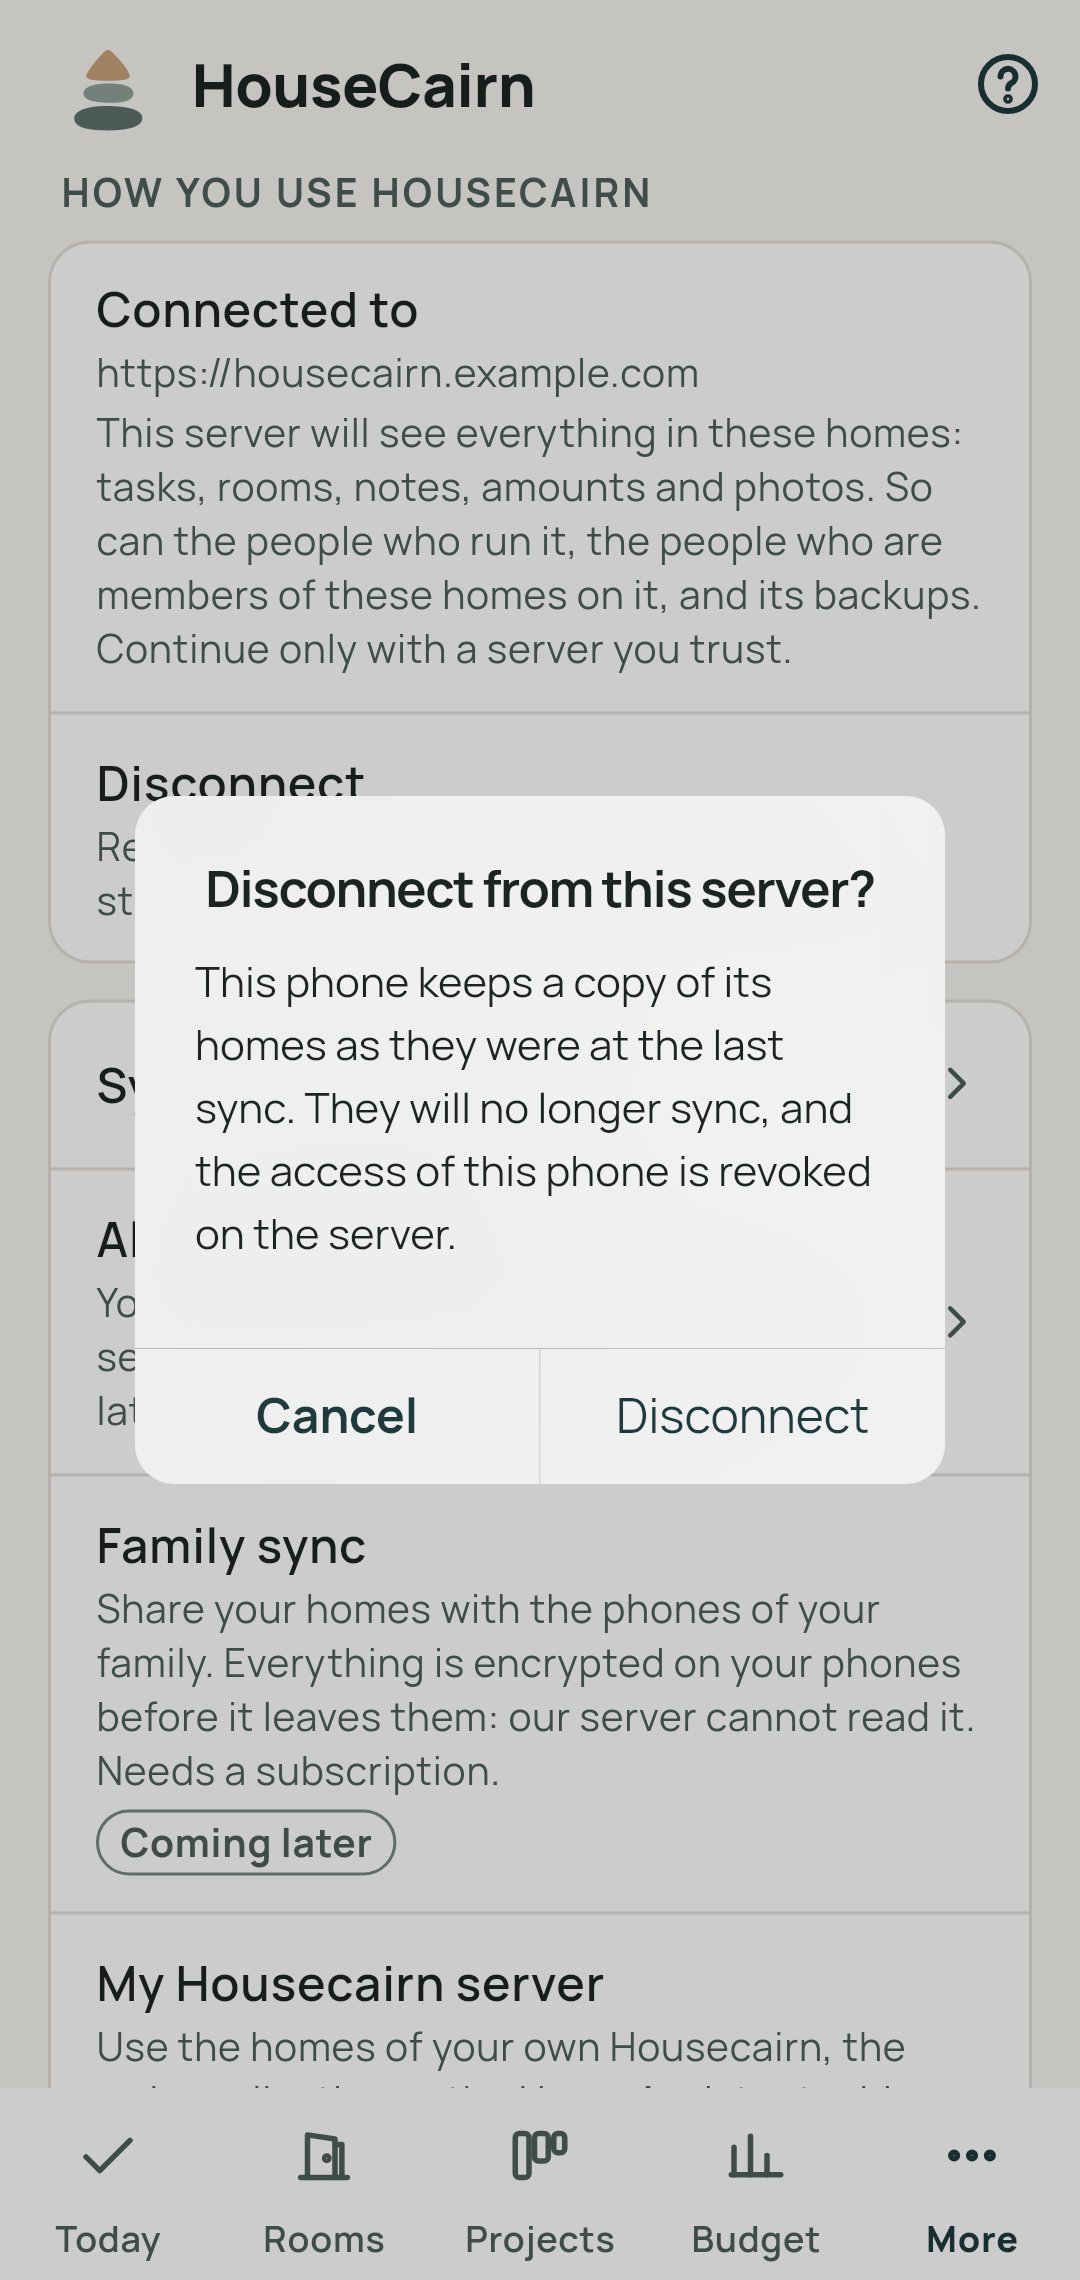 HouseCairn
HOW YOU USE HOUSECAIRN
Connected to
https://housecairn.example.com
This server will see everything in these homes:
tasks, rooms, notes, amounts and photos. So
can the people who run it, the people who are
members of these homes on it, and its backups.
Continue only with a server you trust.
Disconnect
Disconnect from this server?
This phone keeps a copy of its
homes as they were at the last
sync. They will no longer sync, and
the access of this phone is revoked
on the server.
Cancel
Disconnect
Family sync
Share your homes with the phones of your
family. Everything is encrypted on your phones
before it leaves them: our server cannot read it.
Needs a subscription.
Coming later
My Housecairn server
Use the homes of your own Housecairn, the
Today
Rooms
Projects
Budget
More